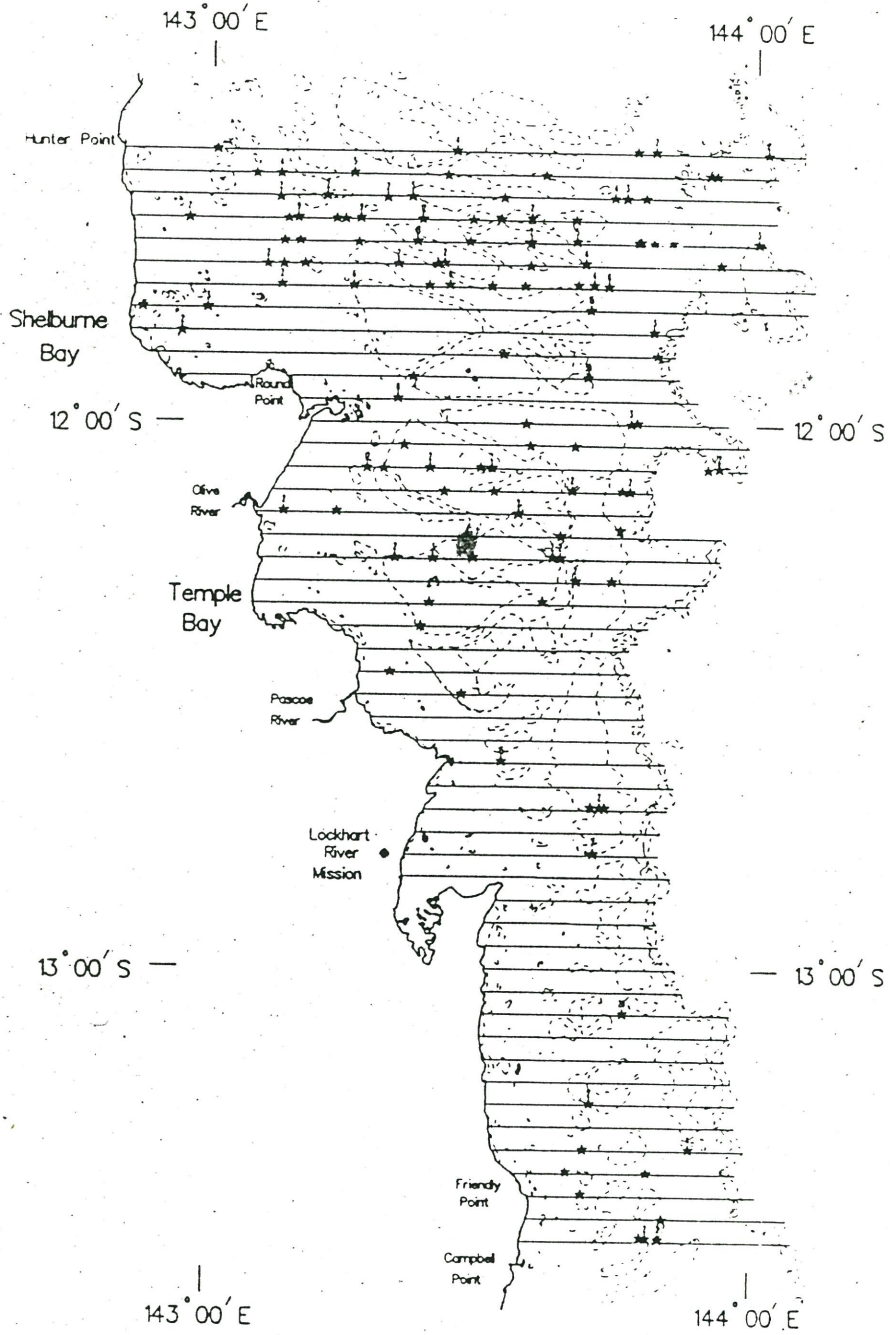 143°00′ E
144°00′ E
Hunter Point
Shelburne
Bay
Round
Point
12°00′ S
12°00′ S
Olive
River
Temple
Bay
Pascoe
River
Lockhart
River
Mission
13°00′ S
13°00′ S
Friendly
Point
Campbell
Point
143°00′ E
144°00′ E